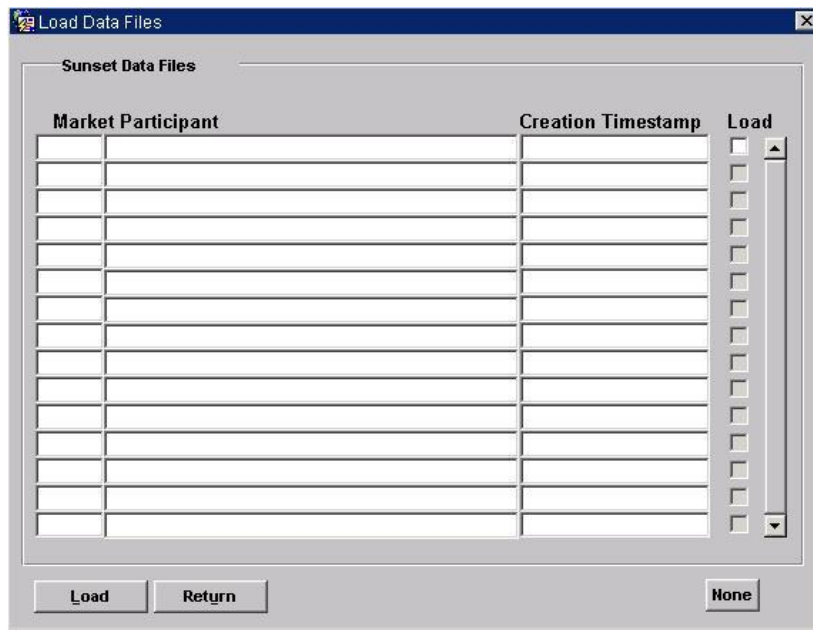 Load Data Files
Sunset Data Files
Market Participant Creation Timestamp Load
Load Return None